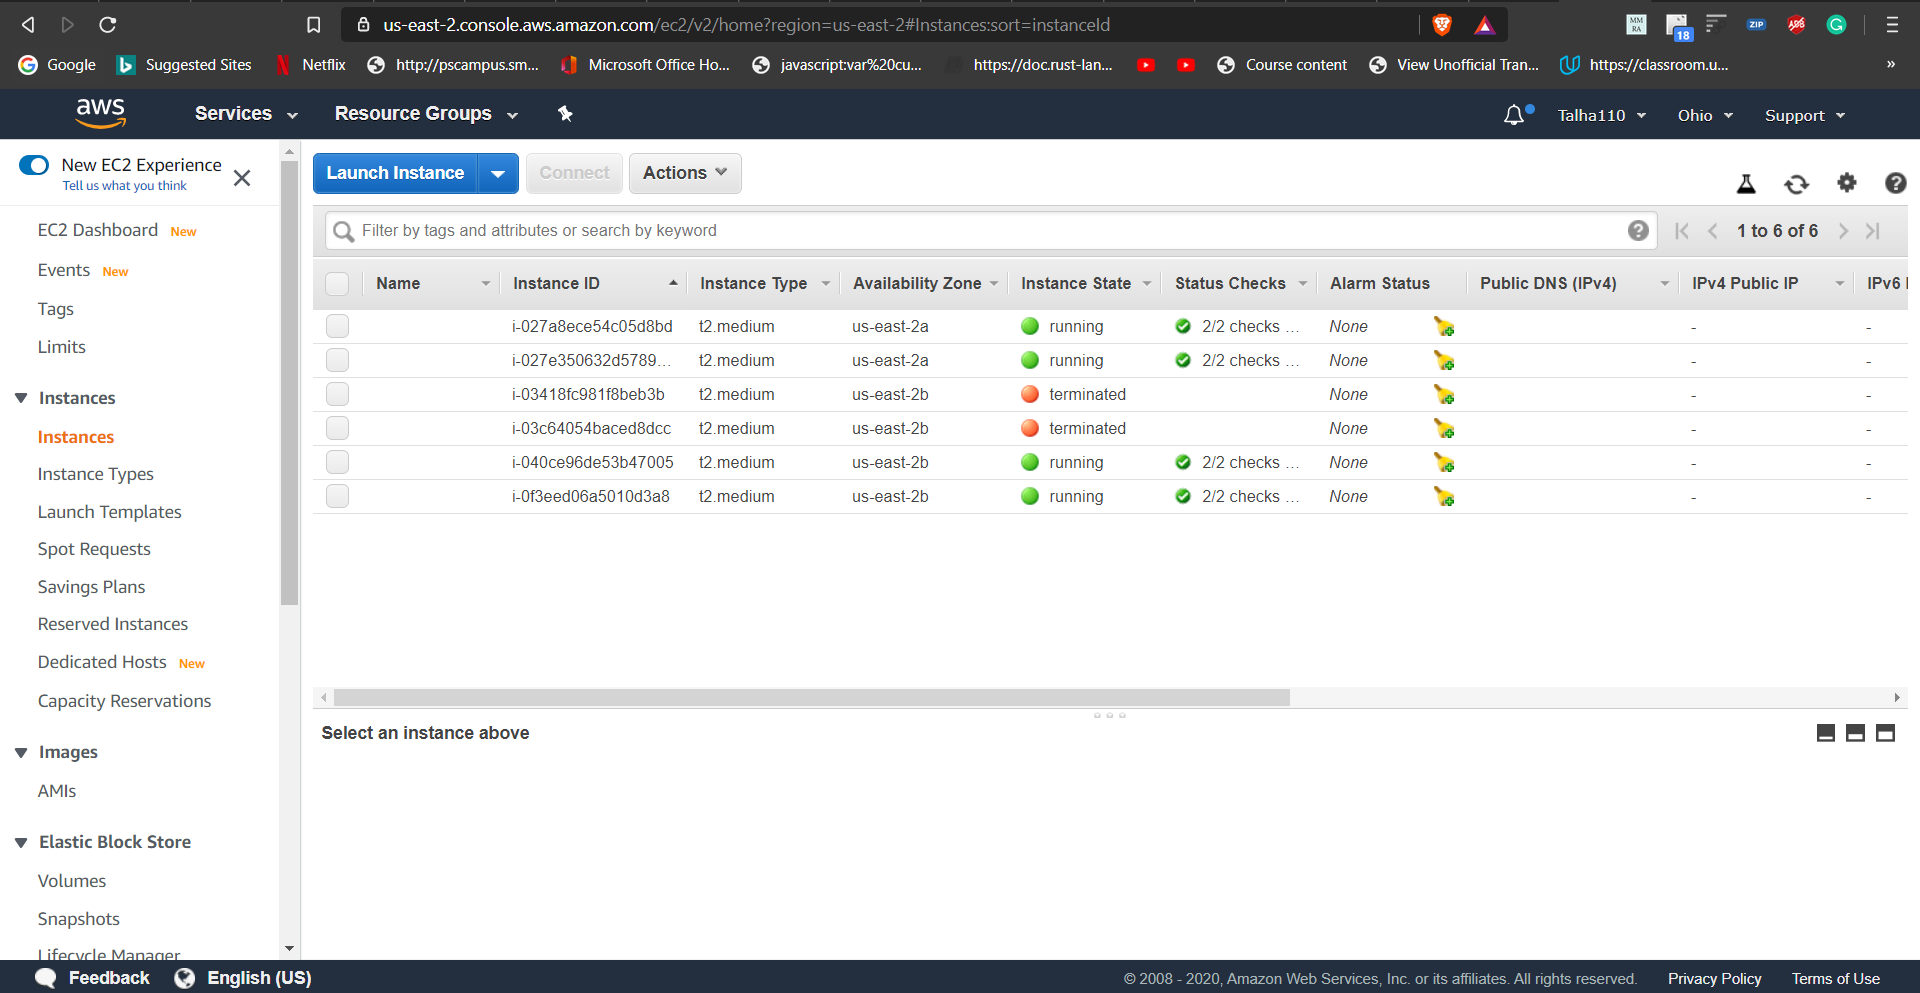 us-east-2.console.aws.amazon.com/ec2/v2/home?region=us-east-2#Instances:sort=instanceId
MM RA
18
ZIP
Google Suggested Sites Netflix http://pscampus.sm... Microsoft Office Ho... javascript:var%20cu... https://doc.rust-lan... Course content View Unofficial Tran... https://classroom.u... »
aws Services Resource Groups Talha110 Ohio Support
New EC2 Experience
Tell us what you think
Launch Instance Connect Actions
EC2 Dashboard New
Events New
Tags
Limits
Instances
Instances
Instance Types
Launch Templates
Spot Requests
Savings Plans
Reserved Instances
Dedicated Hosts New
Capacity Reservations
Images
AMIs
Elastic Block Store
Volumes
Snapshots
Lifecycle Manager
Filter by tags and attributes or search by keyword 1 to 6 of 6
Name Instance ID Instance Type Availability Zone Instance State Status Checks Alarm Status Public DNS (IPv4) IPv4 Public IP IPv6
i-027a8ece54c05d8bd t2.medium us-east-2a running 2/2 checks ... None - -
i-027e350632d5789... t2.medium us-east-2a running 2/2 checks ... None - -
i-03418fc981f8beb3b t2.medium us-east-2b terminated None - -
i-03c64054baced8dcc t2.medium us-east-2b terminated None - -
i-040ce96de53b47005 t2.medium us-east-2b running 2/2 checks ... None - -
i-0f3eed06a5010d3a8 t2.medium us-east-2b running 2/2 checks ... None - -
Select an instance above
Feedback English (US) © 2008 - 2020, Amazon Web Services, Inc. or its affiliates. All rights reserved. Privacy Policy Terms of Use